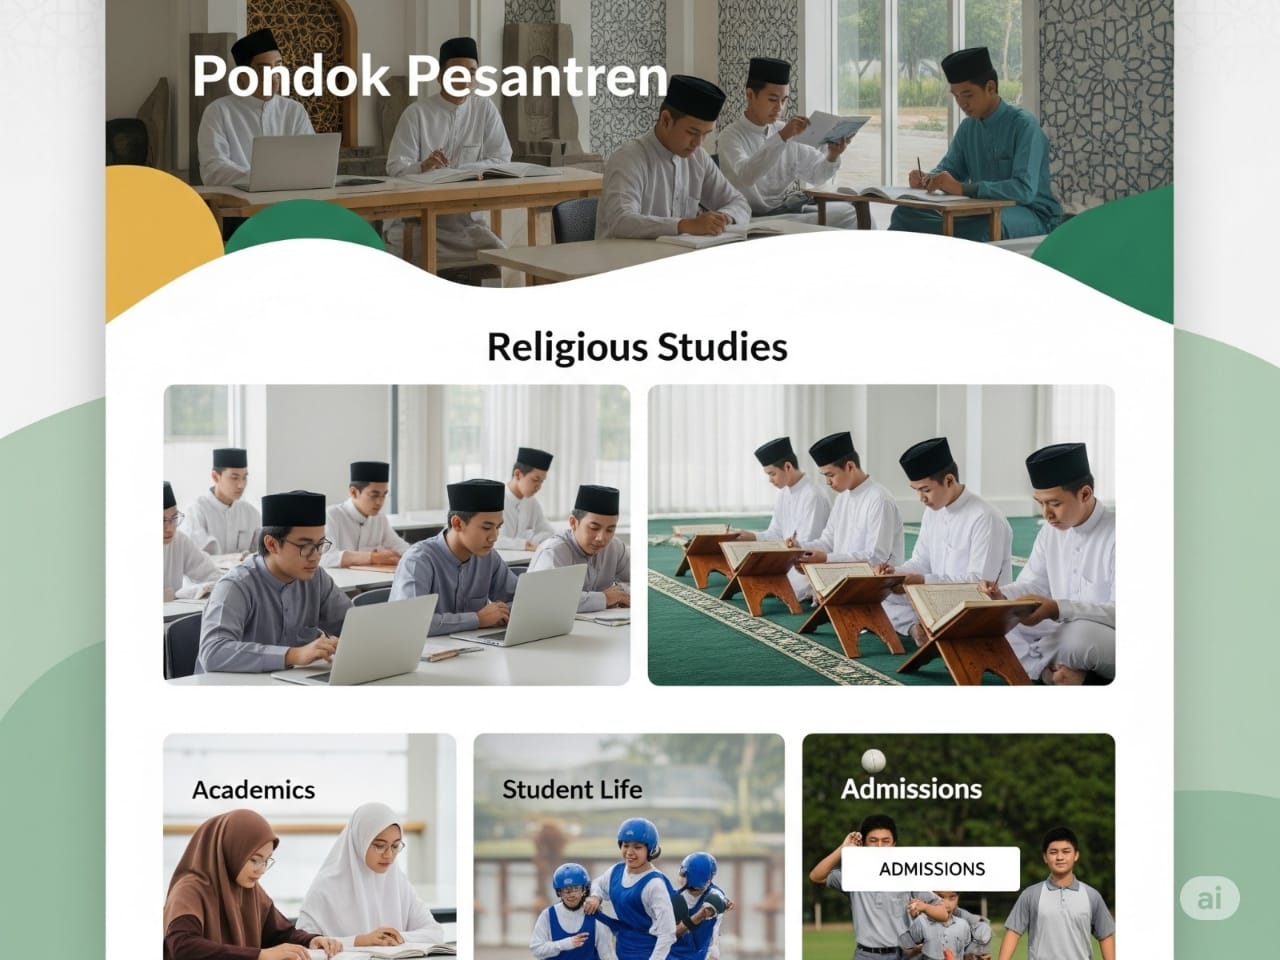 Pondok Pesantren
Religious Studies
Academics
Student Life
Admissions
ADMISSIONS
ai